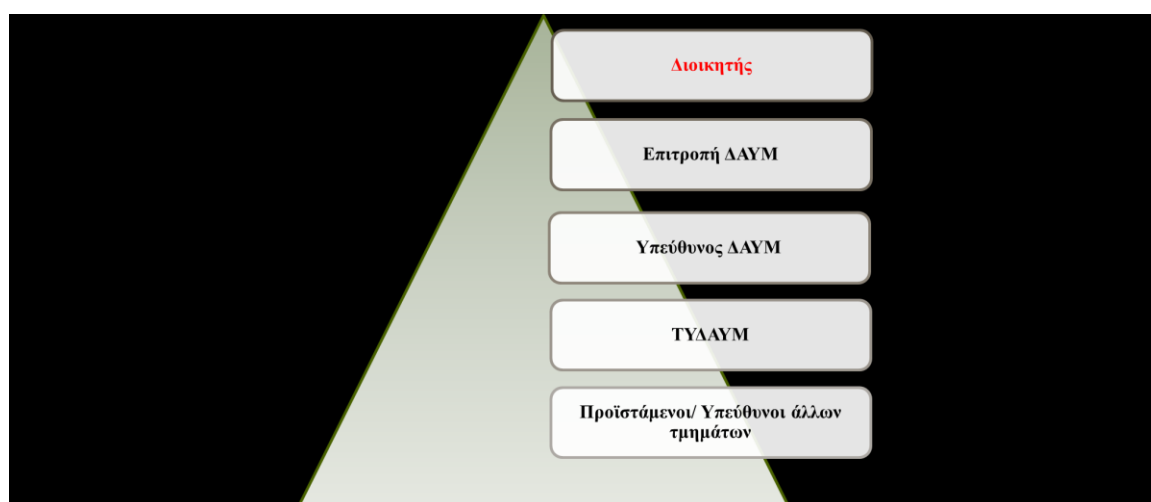 Διοικητής
Επιτροπή ΔΑΥΜ
Υπεύθυνος ΔΑΥΜ
ΤΥΔΑΥΜ
Προϊστάμενοι/ Υπεύθυνοι άλλων
τμημάτων